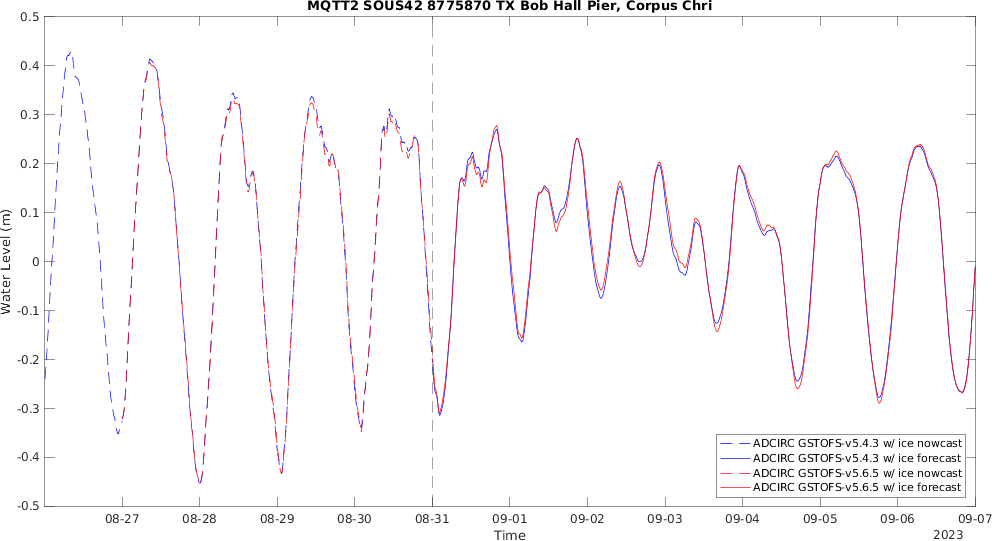 MQTT2 SOUS42 8775870 TX Bob Hall Pier, Corpus Chri
0.5
0.4
0.3
0.2
0.1
0
-0.1
-0.2
-0.3
-0.4
-0.5
Water Level (m)
ADCIRC GSTOFS-v5.4.3 w/ ice nowcast
ADCIRC GSTOFS-v5.4.3 w/ ice forecast
ADCIRC GSTOFS-v5.6.5 w/ ice nowcast
ADCIRC GSTOFS-v5.6.5 w/ ice forecast
08-27 08-28 08-29 08-30 08-31 09-01 09-02 09-03 09-04 09-05 09-06 09-07
Time
2023